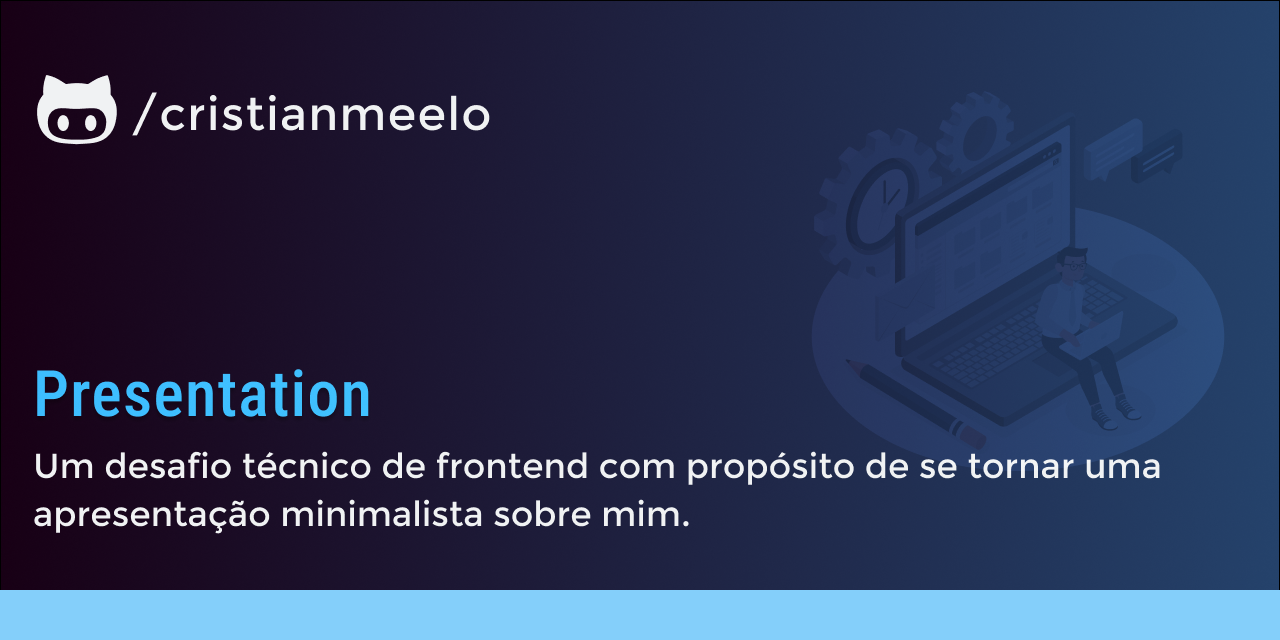 /cristianmeelo
Presentation
Um desafio técnico de frontend com propósito de se tornar uma
apresentação minimalista sobre mim.